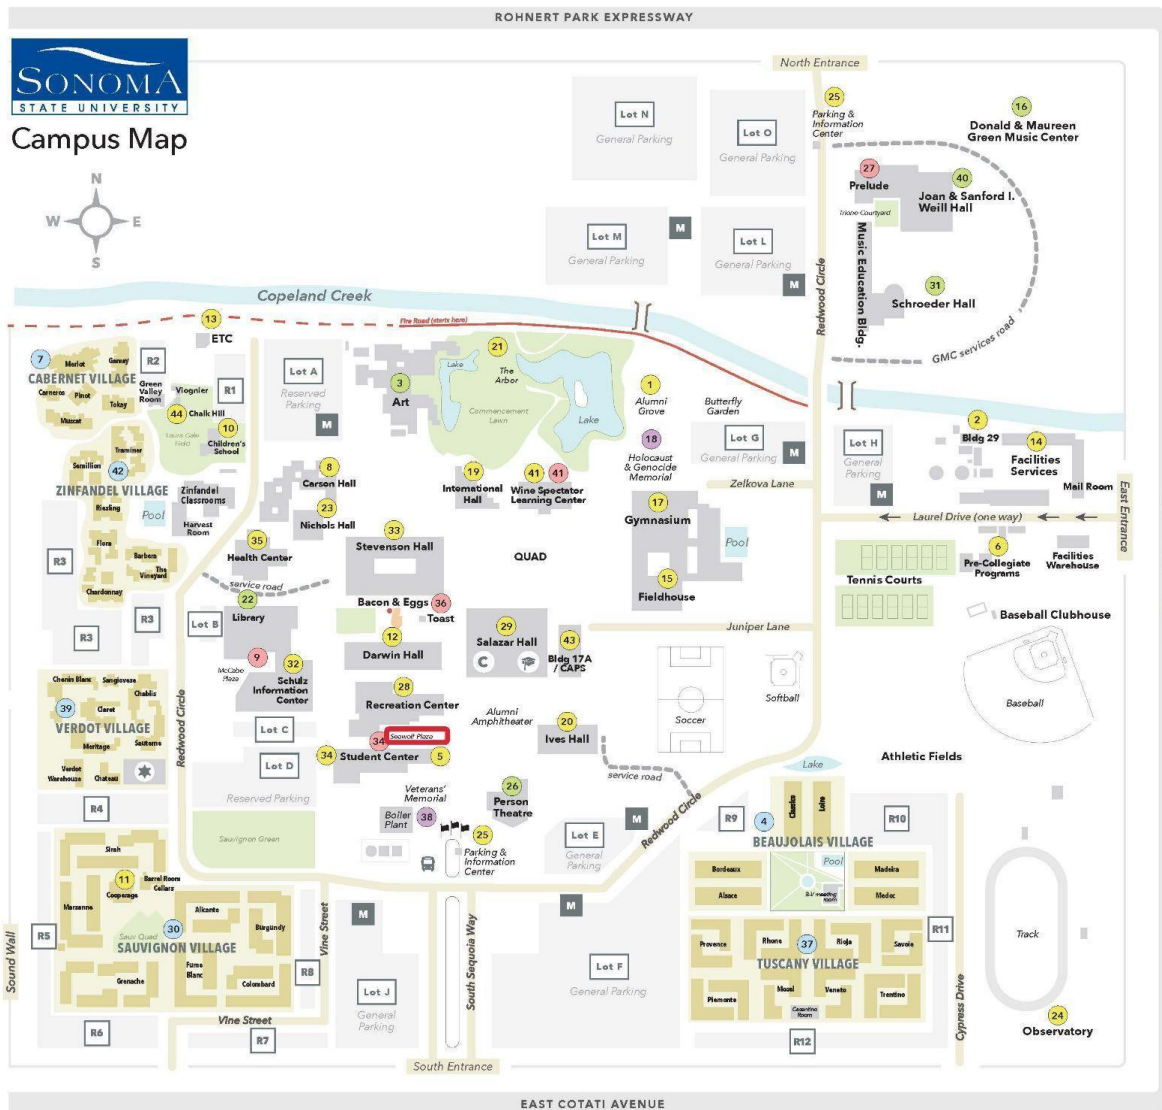 ROHNERT PARK EXPRESSWAY
SONOMA
STATE UNIVERSITY
Campus Map
N
W
E
S
North Entrance
25
Parking &
Information
Center
16
Donald & Maureen
Green Music Center
Lot N
General Parking
Lot O
General Parking
27
Prelude
40
Joan & Sanford I.
Weill Hall
Trione Courtyard
Music Education Bldg.
Lot M
General Parking
M
Lot L
General Parking
M
Redwood Circle
31
Schroeder Hall
GMC services road
Copeland Creek
Fire Road (starts here)
13
ETC
7
Merlot
Gamay
CABERNET VILLAGE
Carneros
Pinot
Tokay
Muscat
R2
Green
Valley
Room
Viognier
R1
44
Chalk Hill
10
Children's
School
Lot A
Reserved
Parking
M
3
Art
Lake
21
The
Arbor
Commencement
Lawn
Lake
1
Alumni
Grove
Butterfly
Garden
18
Holocaust
& Genocide
Memorial
Lot G
General Parking
M
Lot H
General
Parking
M
2
Bldg 29
14
Facilities
Services
Mail Room
East Entrance
Traminer
Semillion
42
ZINFANDEL VILLAGE
Riezling
Pool
Zinfandel
Classrooms
Harvest
Room
Flora
Barbera
The
Vineyard
Chardonnay
R3
R3
R3
8
Carson Hall
23
Nichols Hall
35
Health Center
service road
33
Stevenson Hall
19
International
Hall
41
41
Wine Spectator
Learning Center
QUAD
17
Gymnasium
Pool
15
Fieldhouse
Zelkova Lane
Laurel Drive (one way)
Tennis Courts
6
Pre-Collegiate
Programs
Facilities
Warehouse
22
Library
Lot B
Bacon & Eggs
36
Toast
12
Darwin Hall
29
Salazar Hall
C
43
Bldg 17A
/ CAPS
Juniper Lane
Baseball Clubhouse
Baseball
9
McCabe
Plaza
32
Schulz
Information
Center
28
Recreation Center
Seawolf Plaza
34
34
Student Center
5
Alumni
Amphitheater
20
Ives Hall
Soccer
Softball
service road
Chenin Blanc
Sangiovese
Chablis
39
Claret
VERDOT VILLAGE
Meritage
Sauterne
Verdot
Warehouse
Chateau
Redwood Circle
Lot C
Lot D
Reserved Parking
R4
Sauvignon Green
Veterans'
Memorial
Boiler
Plant
38
26
Person
Theatre
25
Parking &
Information
Center
Lot E
General
Parking
M
Redwood Circle
Lake
Athletic Fields
R9
4
Classics
Loire
BEAUJOLAIS VILLAGE
R10
Bordeaux
Alsace
Pool
B.V meeting
room
Madeira
Medoc
Sirah
11
Cooperage
Barrel Room
Cellars
Marsanne
Sauv Quad
30
SAUVIGNON VILLAGE
Alicante
Burgundy
Fume
Blanc
Colombard
Grenache
R5
Sound Wall
R6
R7
R8
Vine Street
Vine Street
M
Lot J
General
Parking
South Sequoia Way
M
Lot F
General Parking
Provence
Rhone
37
Rioja
Savoie
TUSCANY VILLAGE
Piemonte
Mosel
Veneto
Trentino
R11
R12
Cypress Drive
Track
24
Observatory
South Entrance
EAST COTATI AVENUE